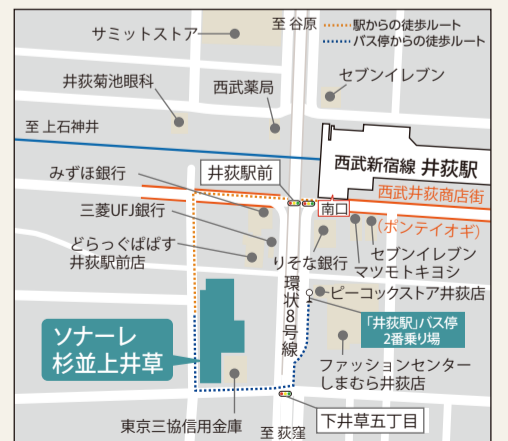 サミットストア
至 谷原
駅からの徒歩ルート
バス停からの徒歩ルート
井荻菊池眼科
西武薬局
セブンイレブン
至 上石神井
西武新宿線 井荻駅
みずほ銀行
井荻駅前
南口
西武井荻商店街
(ポンテイオギ)
三菱UFJ銀行
どらっぐぱぱす
井荻駅前店
りそな銀行
セブンイレブン
マツモトキヨシ
環状8号線
ピーコックストア井荻店
「井荻駅」バス停
2番乗り場
ソナーレ
杉並上井草
ファッションセンター
しまむら井荻店
東京三協信用金庫
至 荻窪
下井草五丁目